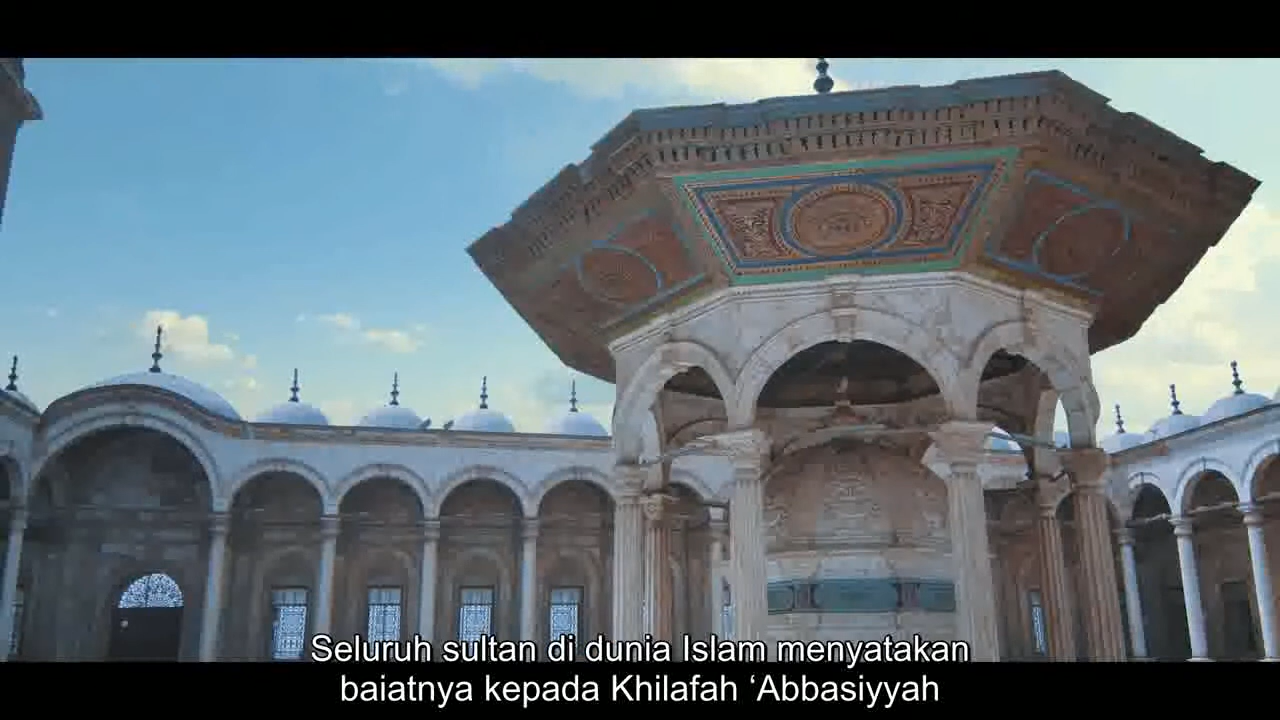 Seluruh sultan di dunia Islam menyatakan
baiatnya kepada Khilafah ‘Abbasiyyah